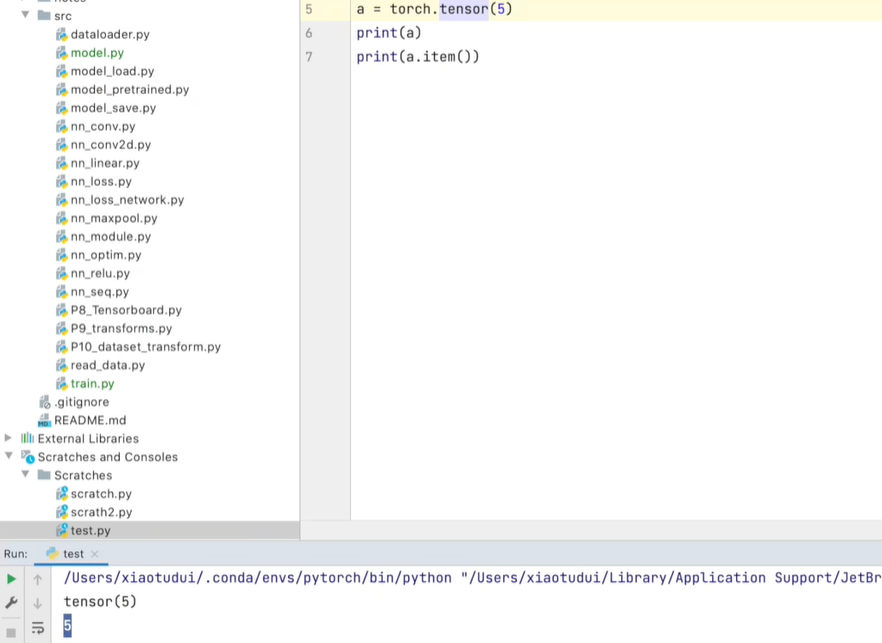 src
dataloader.py
model.py
model_load.py
model_pretrained.py
model_save.py
nn_conv.py
nn_conv2d.py
nn_linear.py
nn_loss.py
nn_loss_network.py
nn_maxpool.py
nn_module.py
nn_optim.py
nn_relu.py
nn_seq.py
P8_Tensorboard.py
P9_transforms.py
P10_dataset_transform.py
read_data.py
train.py
.gitignore
README.md
External Libraries
Scratches and Consoles
Scratches
scratch.py
scrath2.py
test.py
5 a = torch.tensor(5)
6 print(a)
7 print(a.item())
Run: test
/Users/xiaotudui/.conda/envs/pytorch/bin/python "/Users/xiaotudui/Library/Application Support/JetBr
tensor(5)
5